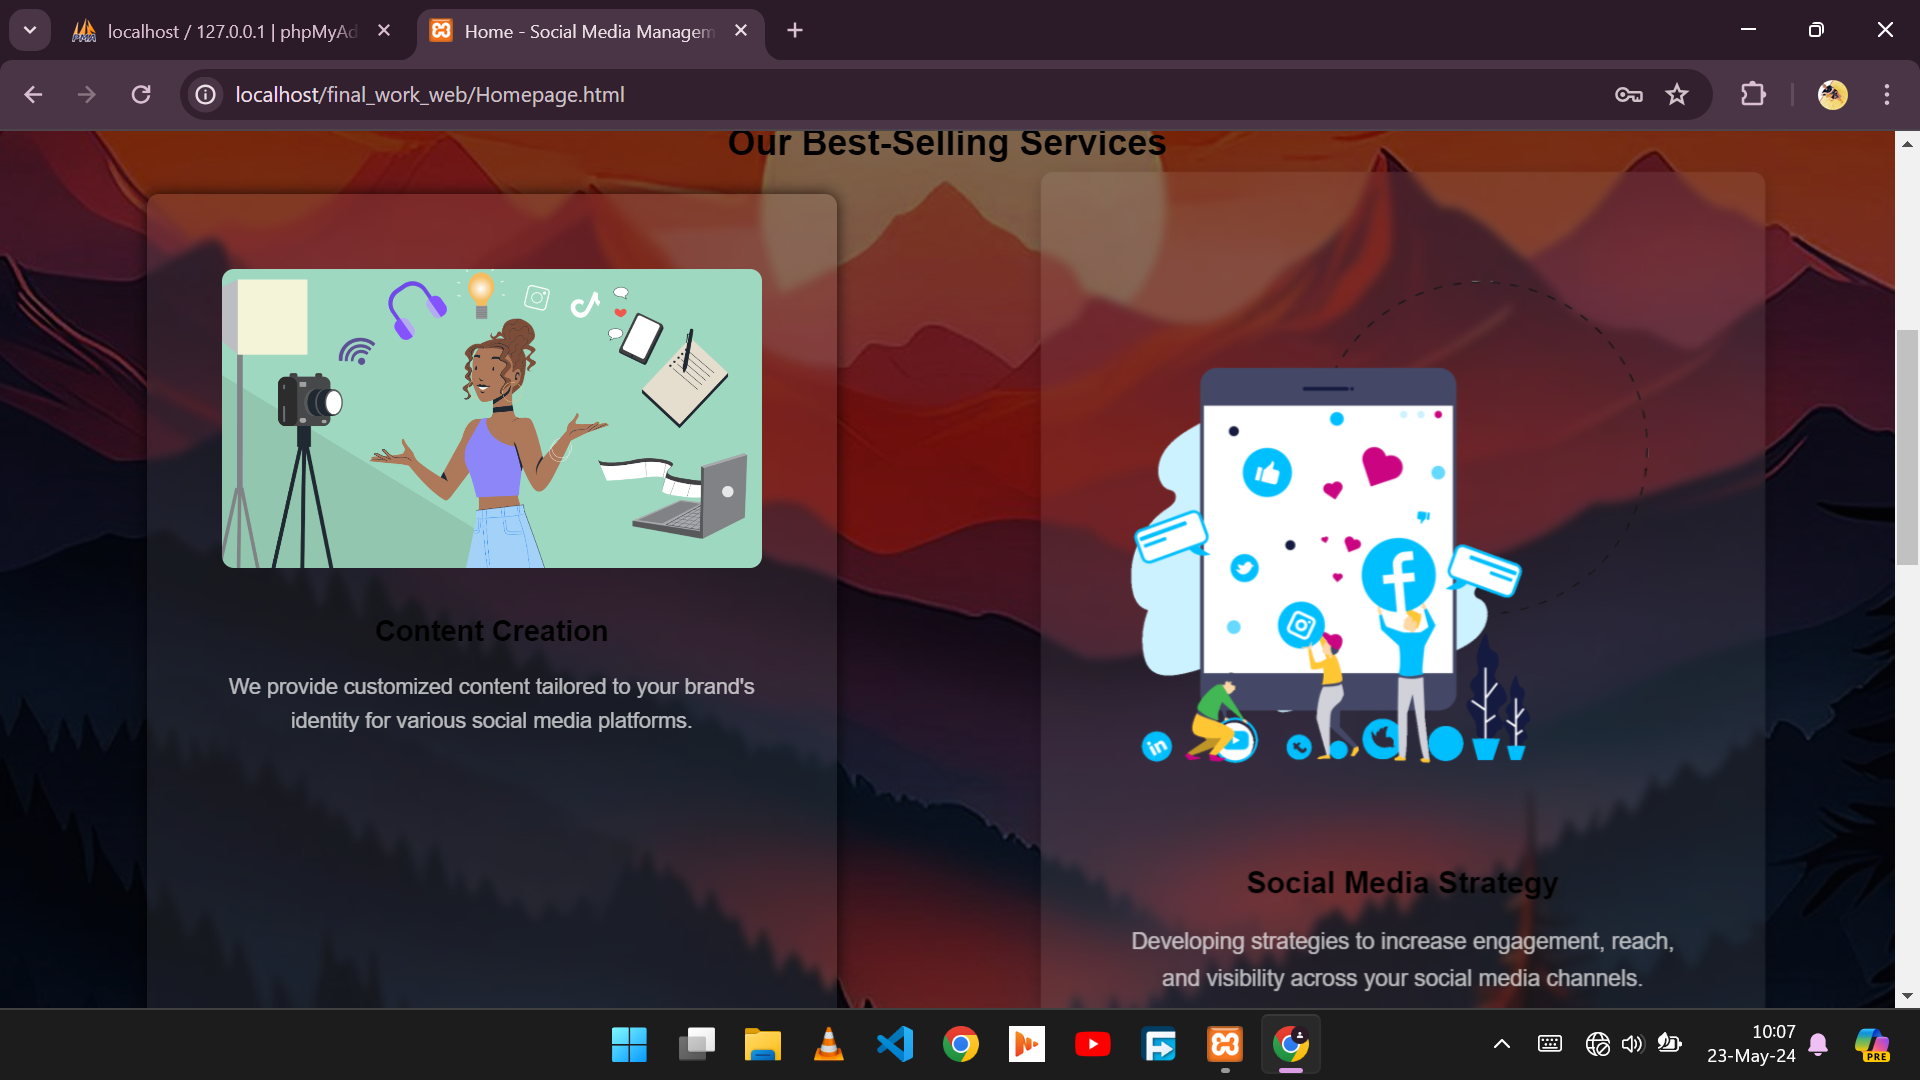 localhost / 127.0.0.1 | phpMyAd
Home - Social Media Managem
localhost/final_work_web/Homepage.html
Our Best-Selling Services
Content Creation
We provide customized content tailored to your brand's
identity for various social media platforms.
in
Social Media Strategy
Developing strategies to increase engagement, reach,
and visibility across your social media channels.
10:07
23-May-24
PRE